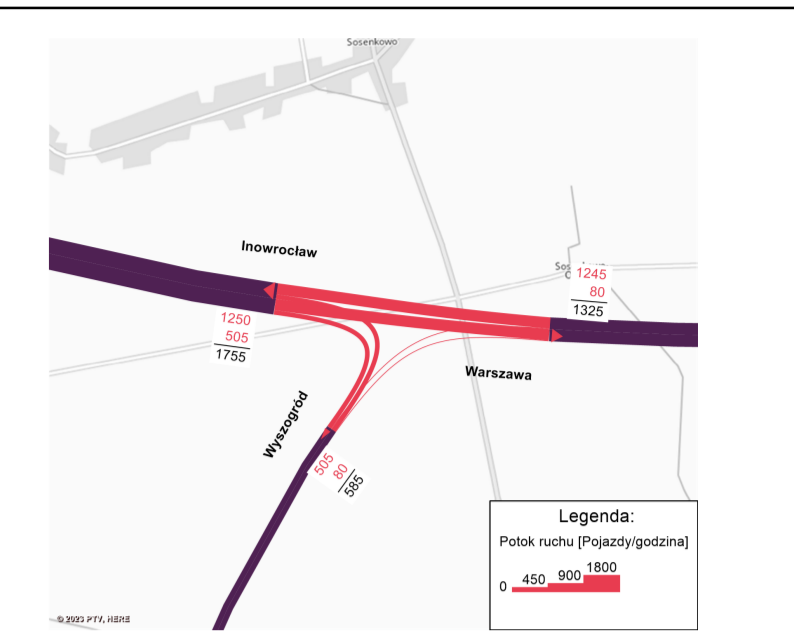 Sosenkowo
Inowrocław
1245
80
1325
1250
505
1755
Warszawa
Wyszogród
505
80
585
Legenda:
Potok ruchu [Pojazdy/godzina]
0 450 900 1800
© 2023 PTV, HERE